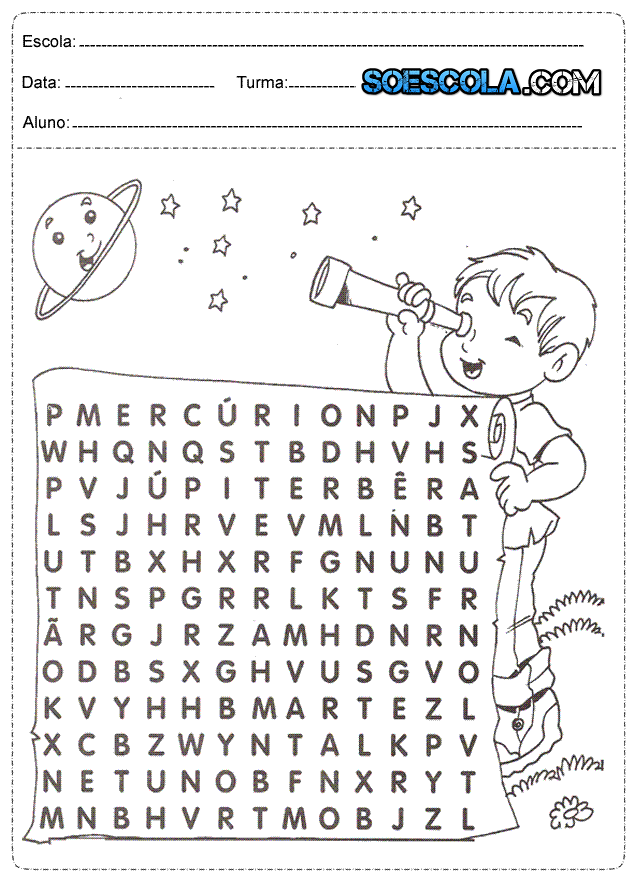 Escola:
Data: Turma: SOESCOLA.COM
Aluno:
P M E R C Ú R I O N P J X
W H Q N Q S T B D H V H S
P V J Ú P I T E R B Ê R A
L S J H R V E V M L N B T
U T B X H X R F G N U N U
T N S P G R R L K T S F R
Ã R G J R Z A M H D N R N
O D B S X G H V U S G V O
K V Y H H B M A R T E Z L
X C B Z W Y N T A L K P V
N E T U N O B F N X R Y T
M N B H V R T M O B J Z L